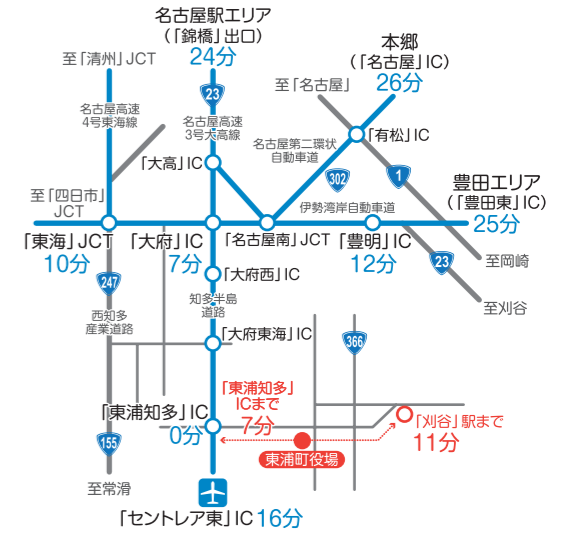 名古屋駅エリア
(「錦橋」出口)
24分
本郷
(「名古屋」IC)
26分
至「清州」JCT
至「名古屋」
23
名古屋高速
4号東海線
名古屋高速
3号大高線
名古屋第二環状
自動車道
「有松」IC
「大高」IC
302
1
豊田エリア
(「豊田東」IC)
25分
至「四日市」
JCT
伊勢湾岸自動車道
「東海」JCT
10分
「大府」IC
7分
「名古屋南」JCT
「豊明」IC
12分
23
至岡崎
至刈谷
247
「大府西」IC
知多半島
道路
西知多
産業道路
「大府東海」IC
366
「東浦知多」
ICまで
7分
「東浦知多」IC
0分
「刈谷」駅まで
11分
155
東浦町役場
至常滑
「セントレア東」IC 16分